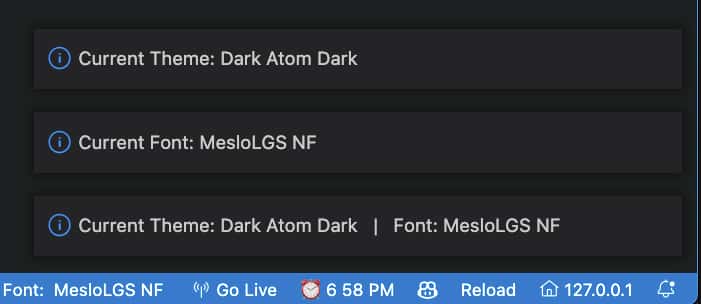 Current Theme: Dark Atom Dark
Current Font: MesloLGS NF
Current Theme: Dark Atom Dark | Font: MesloLGS NF
Font: MesloLGS NF Go Live 6 58 PM Reload 127.0.0.1